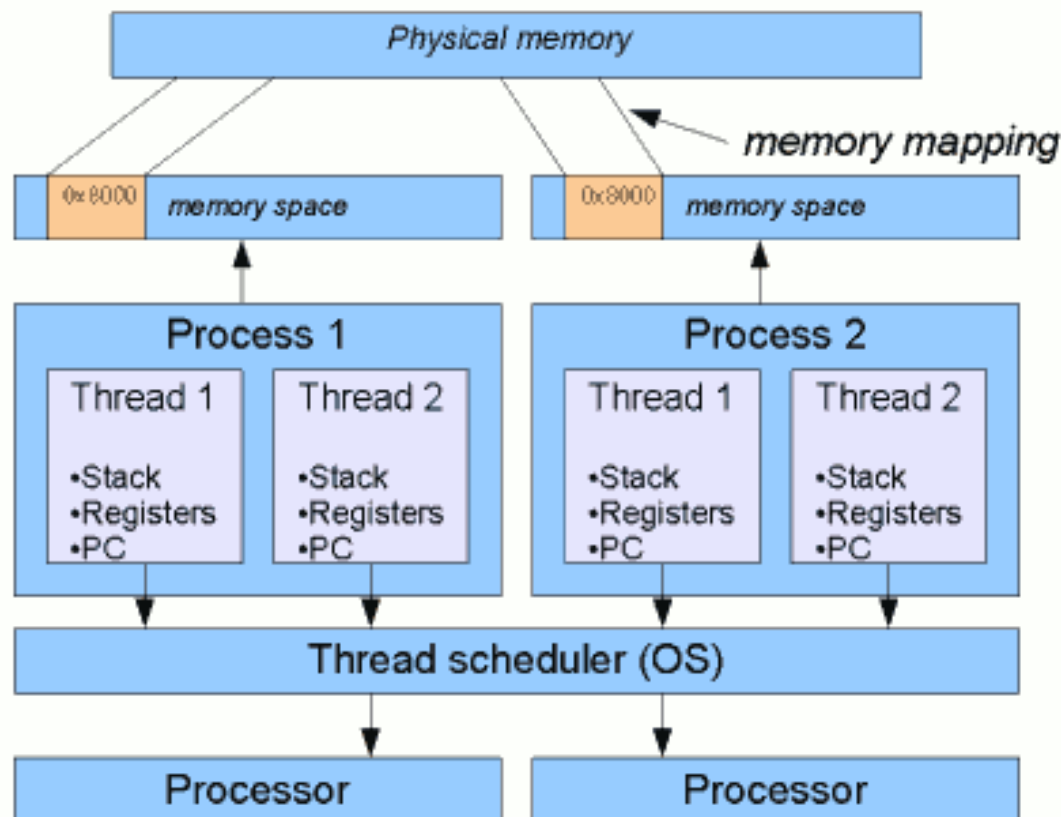 Physical memory
memory mapping
0x8000 memory space
0x8000 memory space
Process 1
Thread 1
•Stack
•Registers
•PC
Thread 2
•Stack
•Registers
•PC
Process 2
Thread 1
•Stack
•Registers
•PC
Thread 2
•Stack
•Registers
•PC
Thread scheduler (OS)
Processor
Processor